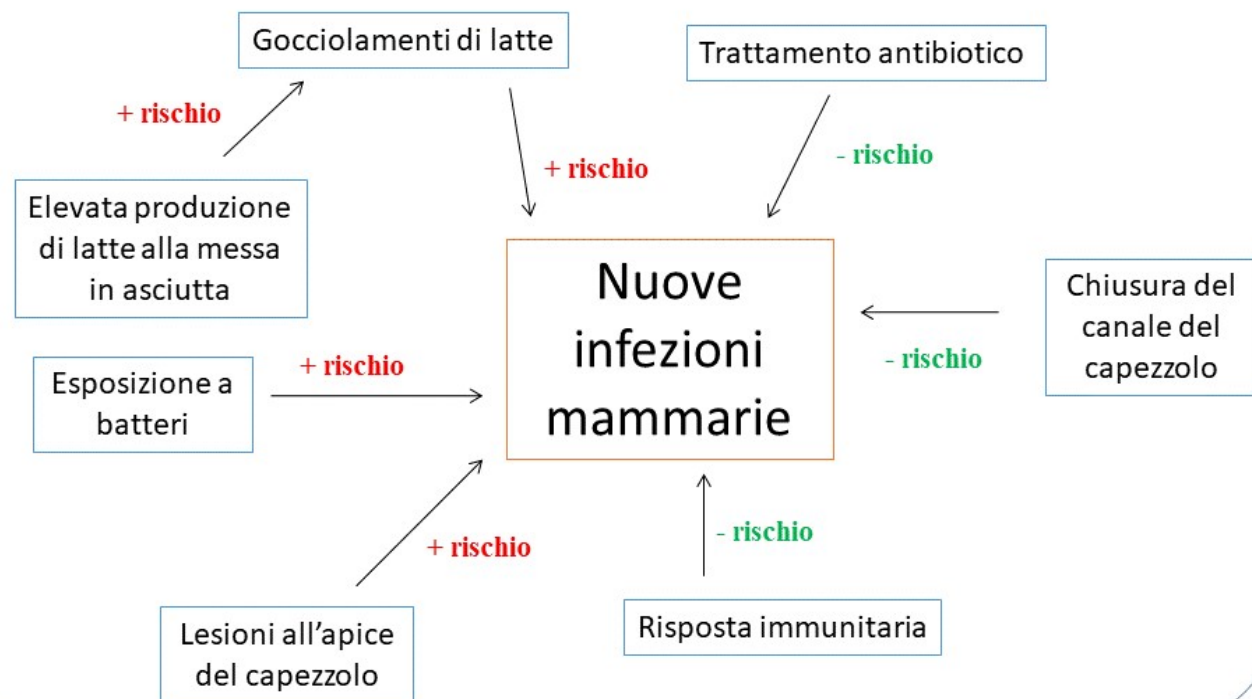 Gocciolamenti di latte
Trattamento antibiotico
+ rischio
- rischio
+ rischio
Elevata produzione
di latte alla messa
in asciutta
Nuove
infezioni
mammarie
Chiusura del
canale del
capezzolo
- rischio
+ rischio
Esposizione a
batteri
- rischio
+ rischio
Lesioni all’apice
del capezzolo
Risposta immunitaria